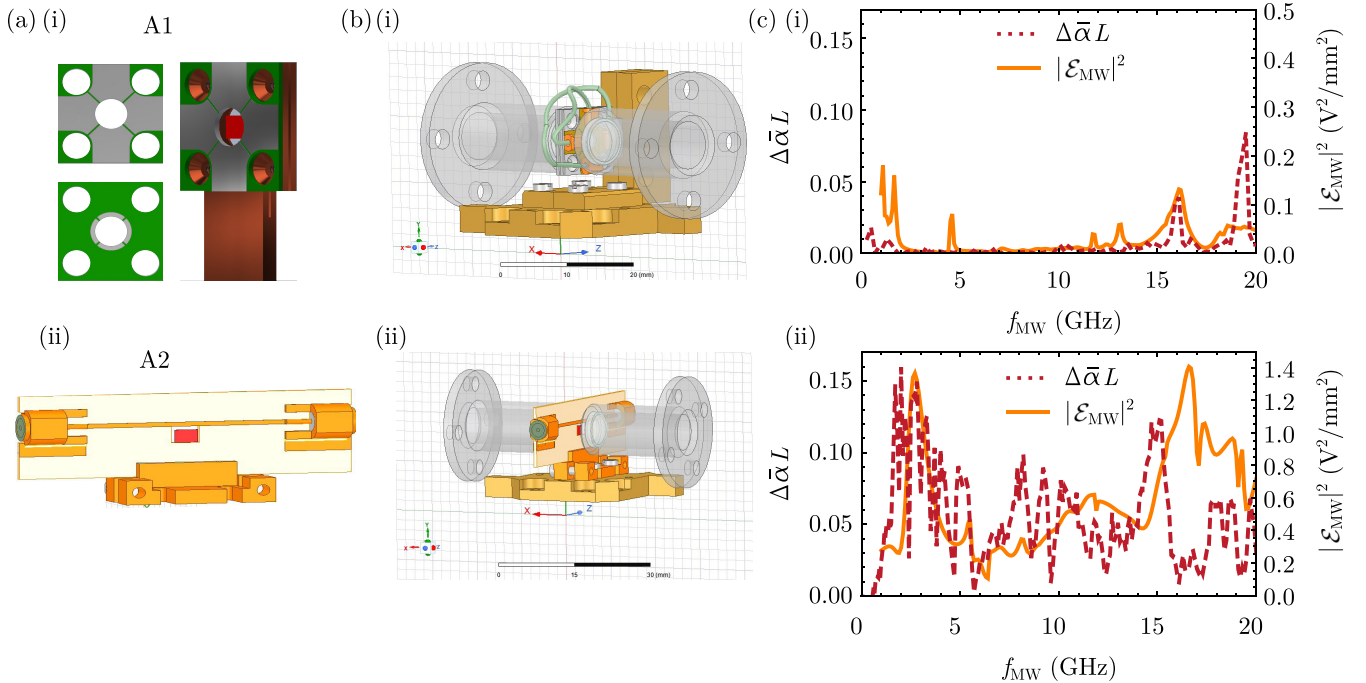 (a) (i)
A1
(ii)
A2
(b) (i)
Y
X
Z
X
Z
0
10
20 (mm)
(ii)
Y
X
Z
X
Z
0
15
30 (mm)
(c) (i)
Δᾱ L
|ℰ_MW|²
0.15
0.10
0.05
0.00
Δᾱ L
0.5
0.4
0.3
0.2
0.1
0.0
|ℰ_MW|² (V²/mm²)
0 5 10 15 20
f_MW (GHz)
(ii)
Δᾱ L
|ℰ_MW|²
0.15
0.10
0.05
0.00
Δᾱ L
1.4
1.2
1.0
0.8
0.6
0.4
0.2
0.0
|ℰ_MW|² (V²/mm²)
0 5 10 15 20
f_MW (GHz)